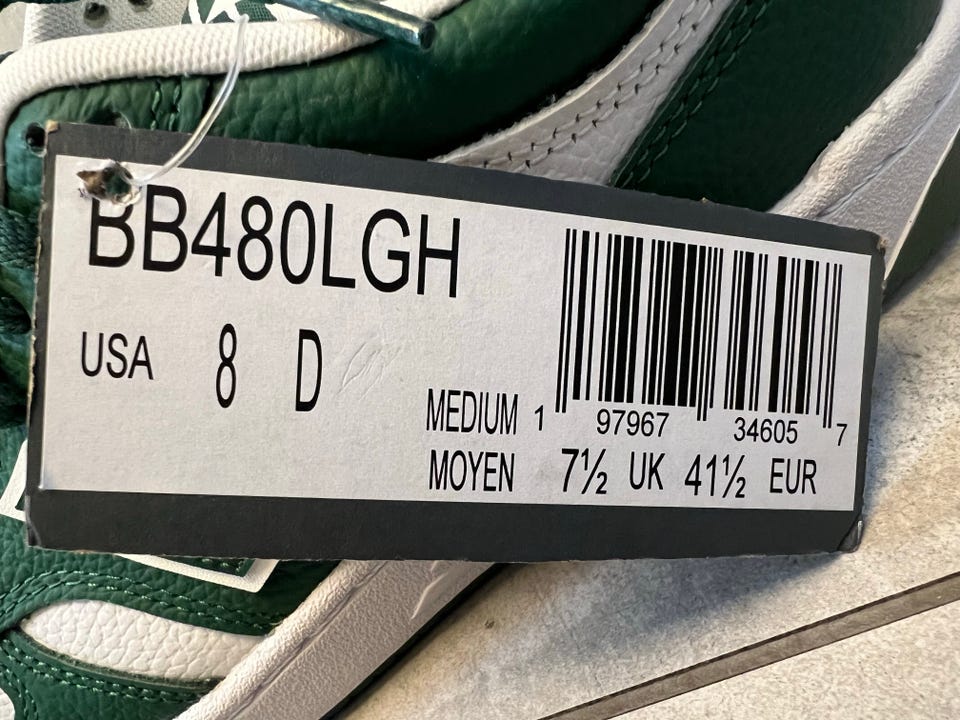 BB480LGH
USA 8 D
MEDIUM 1 97967 34605 7
MOYEN 7½ UK 41½ EUR